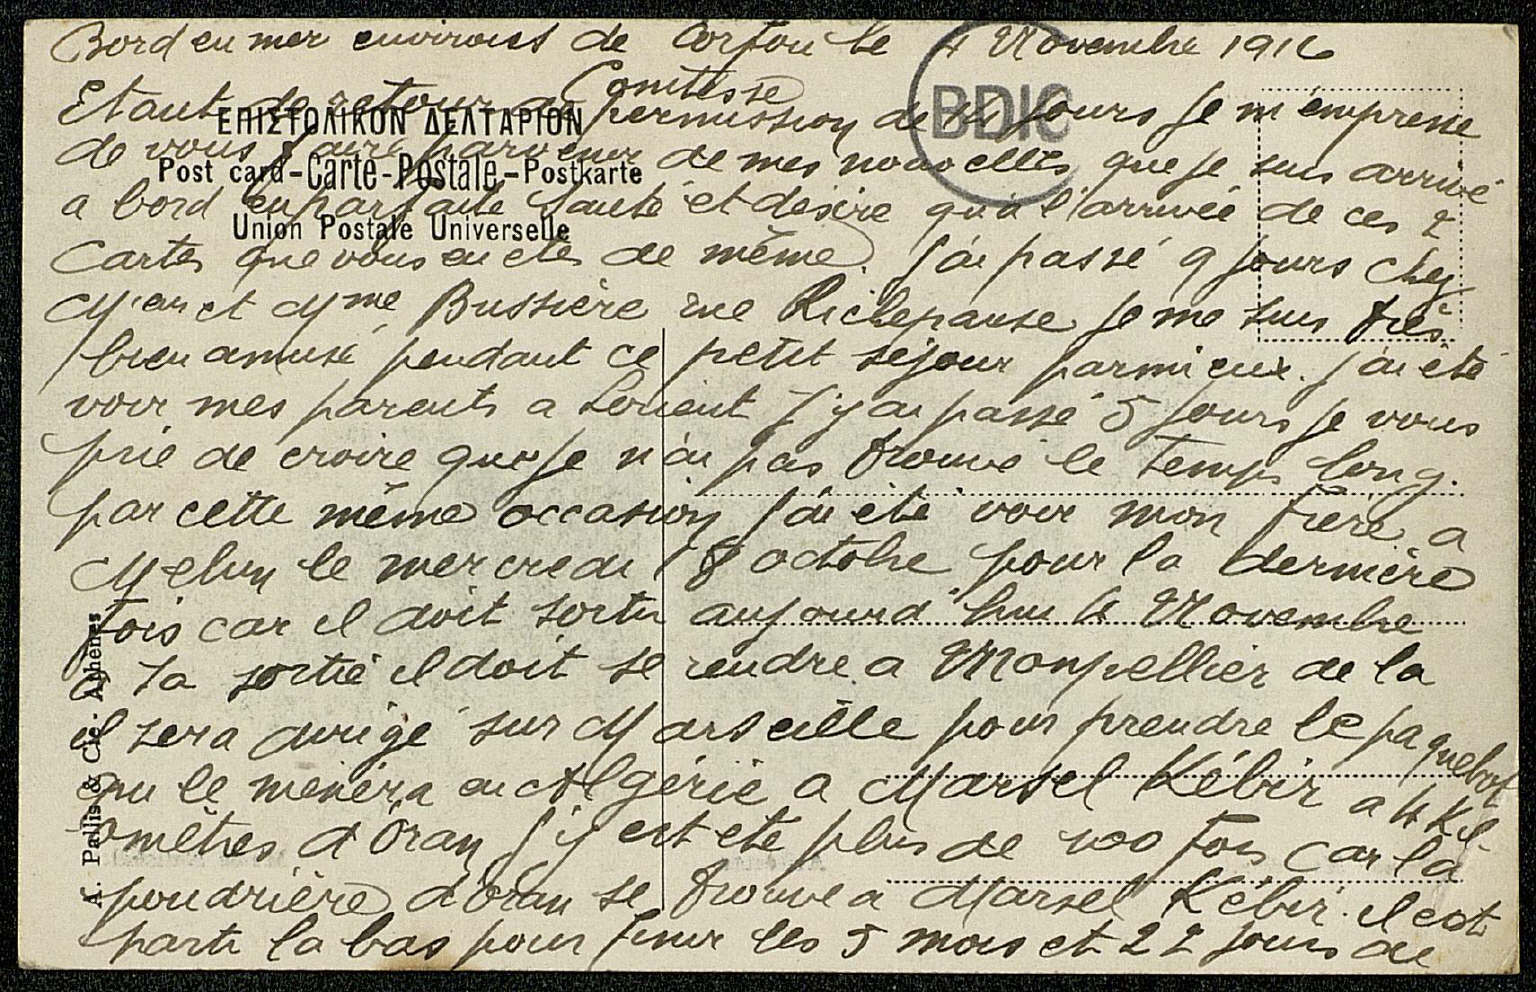 Bord en mer environs de Corfou le 4 Novembre 1916
Comtesse
Etant de retour de permission de jours je m'empresse
de vous faire parvenir de mes nouvelles que je suis arrivé
a bord en parfaite santé et désire qu'a l'arrivée de ces 2
Cartes que vous en etes de même. J'ai passé 9 jours chez
Mr et Mme Bussière rue Richepanse je me suis très
bien amusé pendant ce petit séjour parmi eux. J'ai été
voir mes parents a Lorient J'y ai passé 5 jours je vous
prie de croire que je n'ai pas trouvé le temps long.
par cette même occasion j'ai été voir mon frère a
Melun le mercredi 18 octobre pour la dernière
fois car il doit sortir aujourd'hui 4 Novembre
a sa sortie il doit se rendre a Monpellier de la
il sera dirigé sur Marseille pour prendre le paquebot
qui le menéra en Algérie a Marsel Kébir a 4 Kil-
omètres d'Oran J'y est été plus de 100 fois car la
poudrière d'Oran se trouve a Marsel Kébir. il est
parti la bas pour finir les 5 mois et 22 jours de
ΕΠΙΣΤΟΛΙΚΟΝ ΔΕΛΤΑΡΙΟΝ
Post card-Carte-Postale-Postkarte
Union Postale Universelle
A. Pallis & Cie. Athènes
BDIC